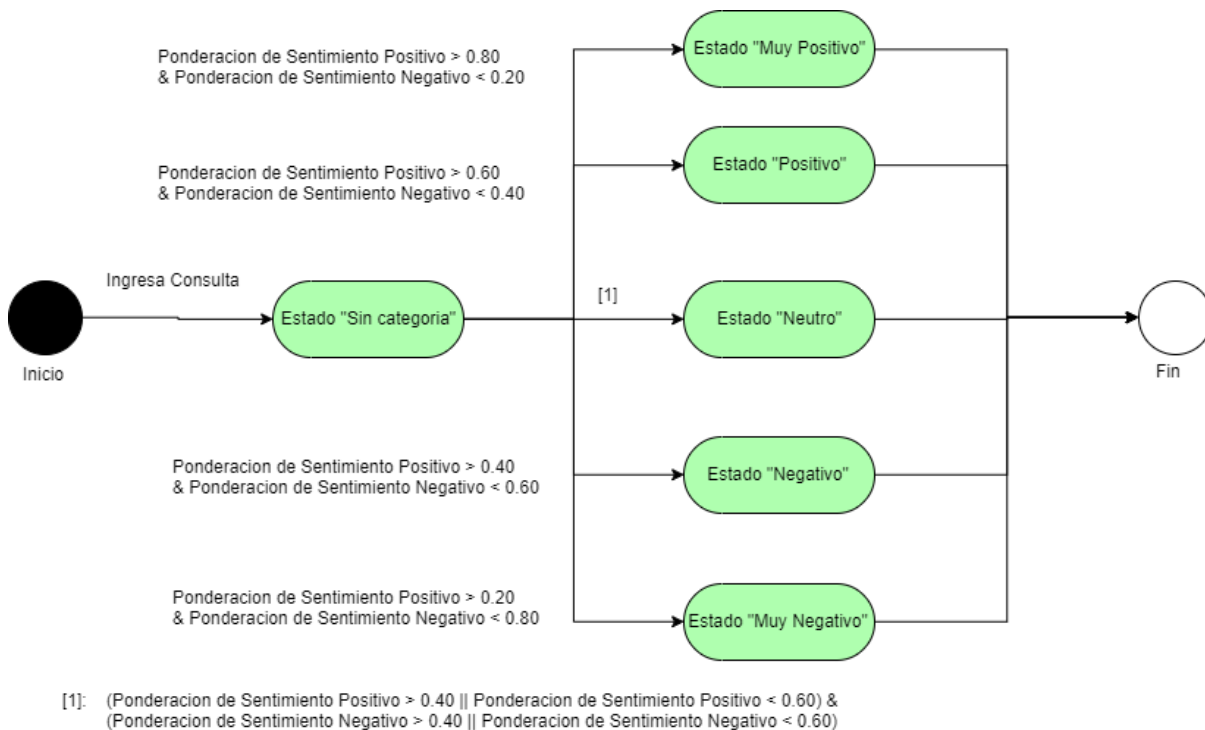 Ponderacion de Sentimiento Positivo > 0.80
& Ponderacion de Sentimiento Negativo < 0.20
Estado "Muy Positivo"
Ponderacion de Sentimiento Positivo > 0.60
& Ponderacion de Sentimiento Negativo < 0.40
Estado "Positivo"
Ingresa Consulta
Inicio
Estado "Sin categoria"
[1]
Estado "Neutro"
Fin
Ponderacion de Sentimiento Positivo > 0.40
& Ponderacion de Sentimiento Negativo < 0.60
Estado "Negativo"
Ponderacion de Sentimiento Positivo > 0.20
& Ponderacion de Sentimiento Negativo < 0.80
Estado "Muy Negativo"
[1]: (Ponderacion de Sentimiento Positivo > 0.40 || Ponderacion de Sentimiento Positivo < 0.60) &
(Ponderacion de Sentimiento Negativo > 0.40 || Ponderacion de Sentimiento Negativo < 0.60)